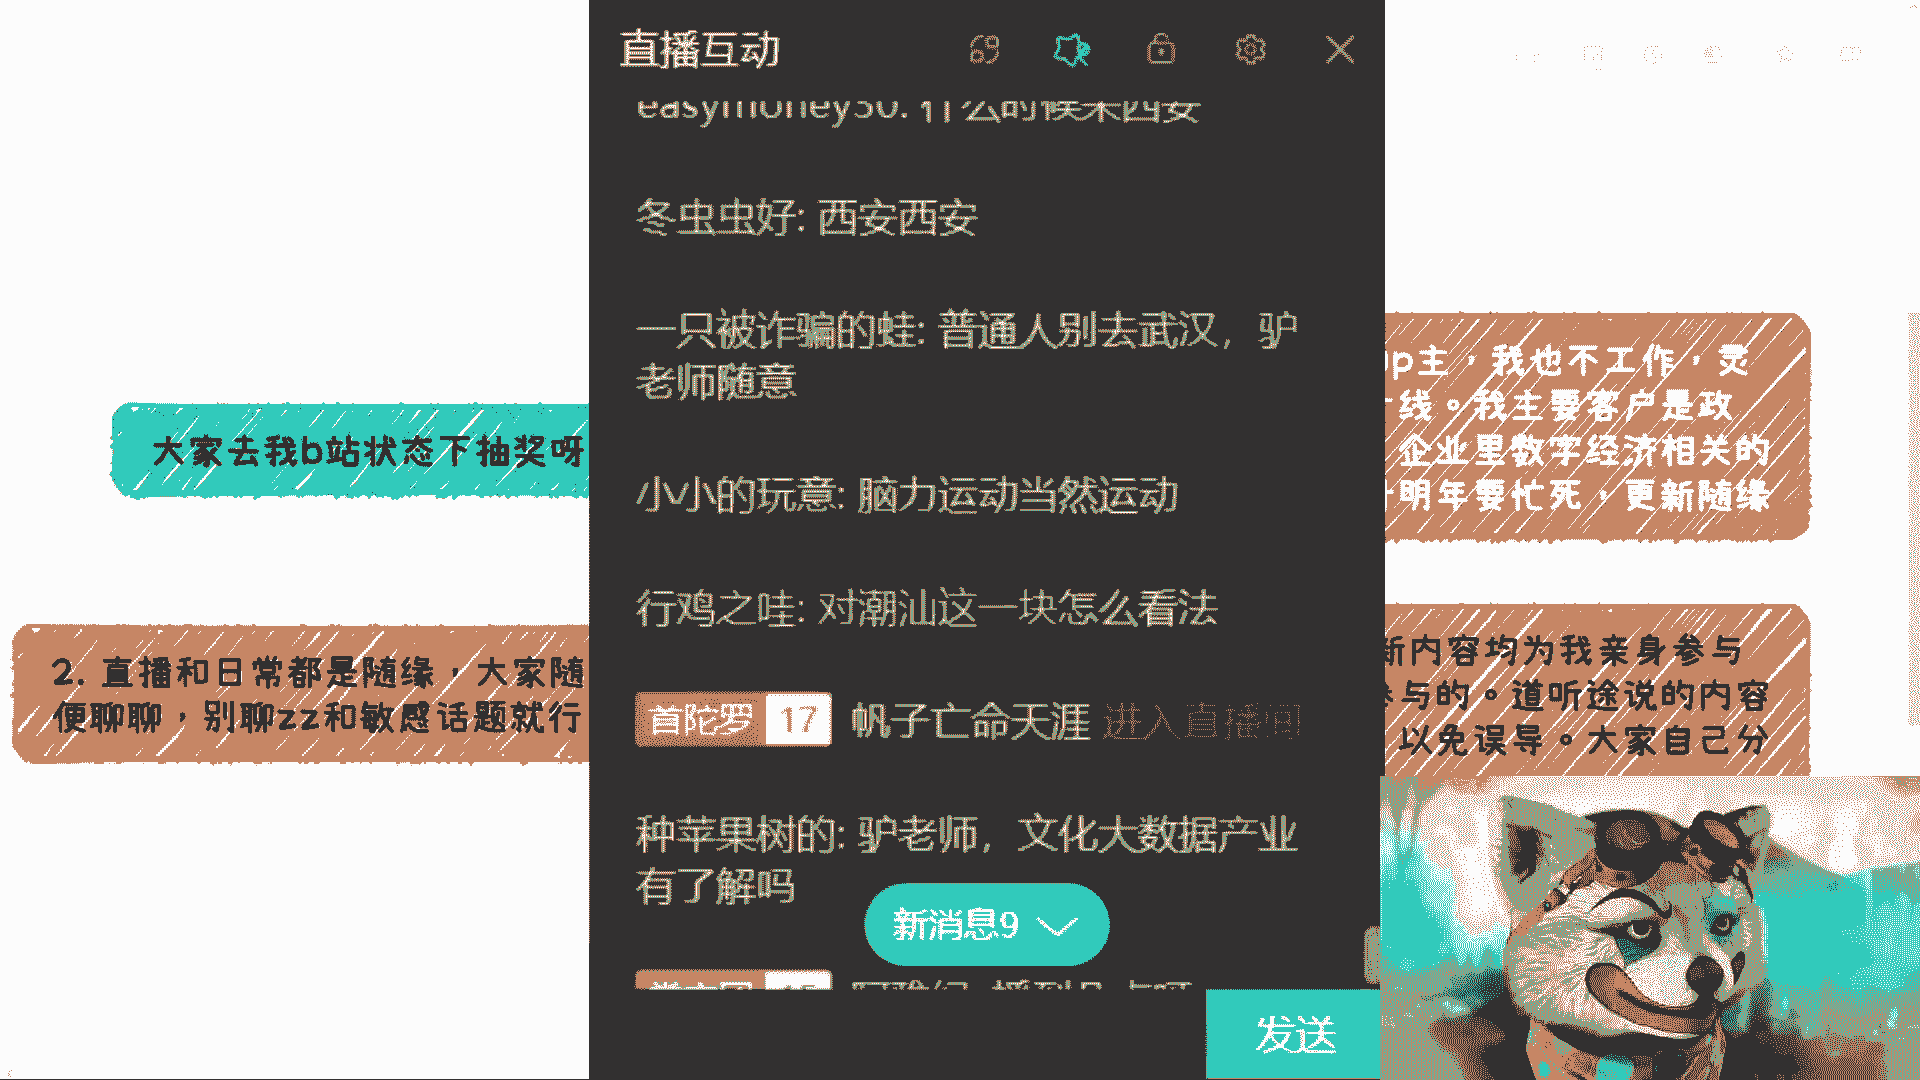 直播互动
easymoney50: 什么时候来西安
冬虫虫好: 西安西安
一只被诈骗的蛙: 普通人别去武汉，驴
老师随意
小小的玩意: 脑力运动当然运动
行鸡之哇: 对潮汕这一块怎么看法
首陀罗 17 帆子亡命天涯 进入直播间
种苹果树的: 驴老师，文化大数据产业
有了解吗
新消息9
发送
大家去我b站状态下抽奖呀
2. 直播和日常都是随缘，大家随
便聊聊，别聊zz和敏感话题就行
up主，我也不工作，灵
线。我主要客户是政
企业里数字经济相关的
明年要忙死，更新随缘
新内容均为我亲身参与
参与的。道听途说的内容
以免误导。大家自己分